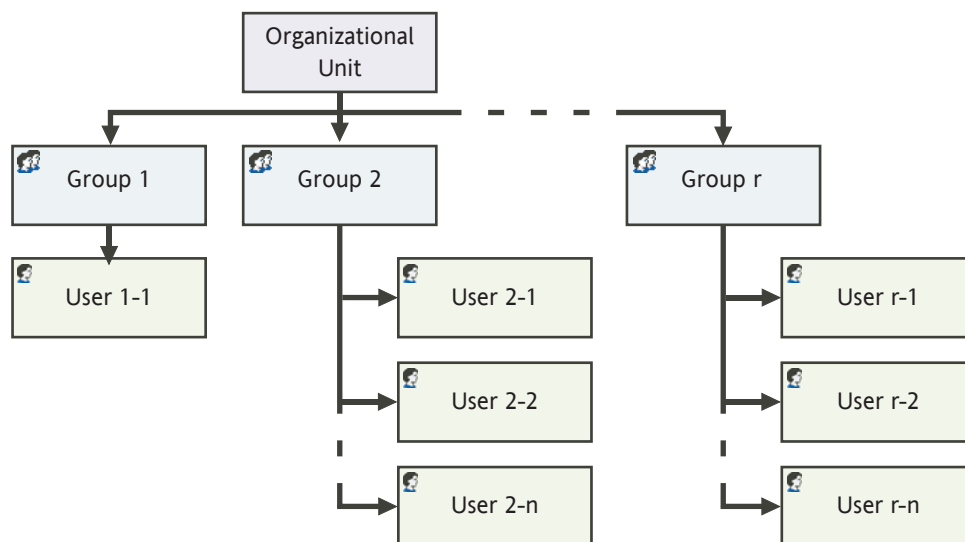 Organizational
Unit
Group 1
Group 2
Group r
User 1-1
User 2-1
User r-1
User 2-2
User r-2
User 2-n
User r-n